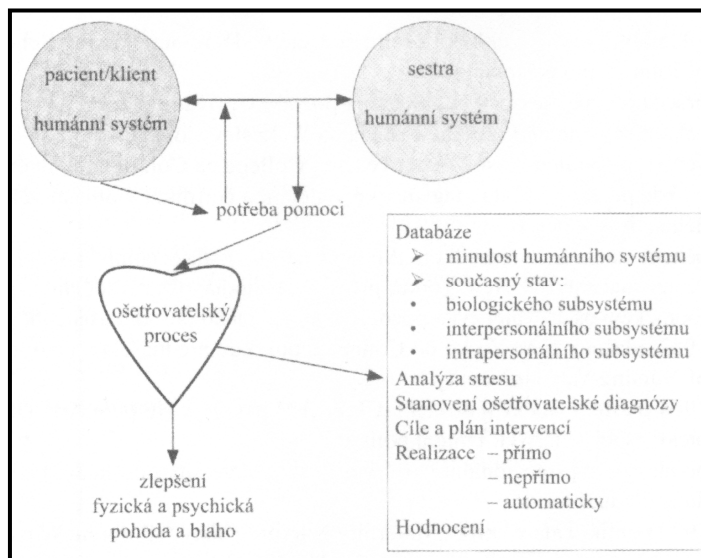 pacient/klient
humánní systém
sestra
humánní systém
potřeba pomoci
ošetřovatelský
proces
zlepšení
fyzická a psychická
pohoda a blaho
Databáze
➢ minulost humánního systému
➢ současný stav:
• biologického subsystému
• interpersonálního subsystému
• intrapersonálního subsystému
Analýza stresu
Stanovení ošetřovatelské diagnózy
Cíle a plán intervencí
Realizace – přímo
– nepřímo
– automaticky
Hodnocení